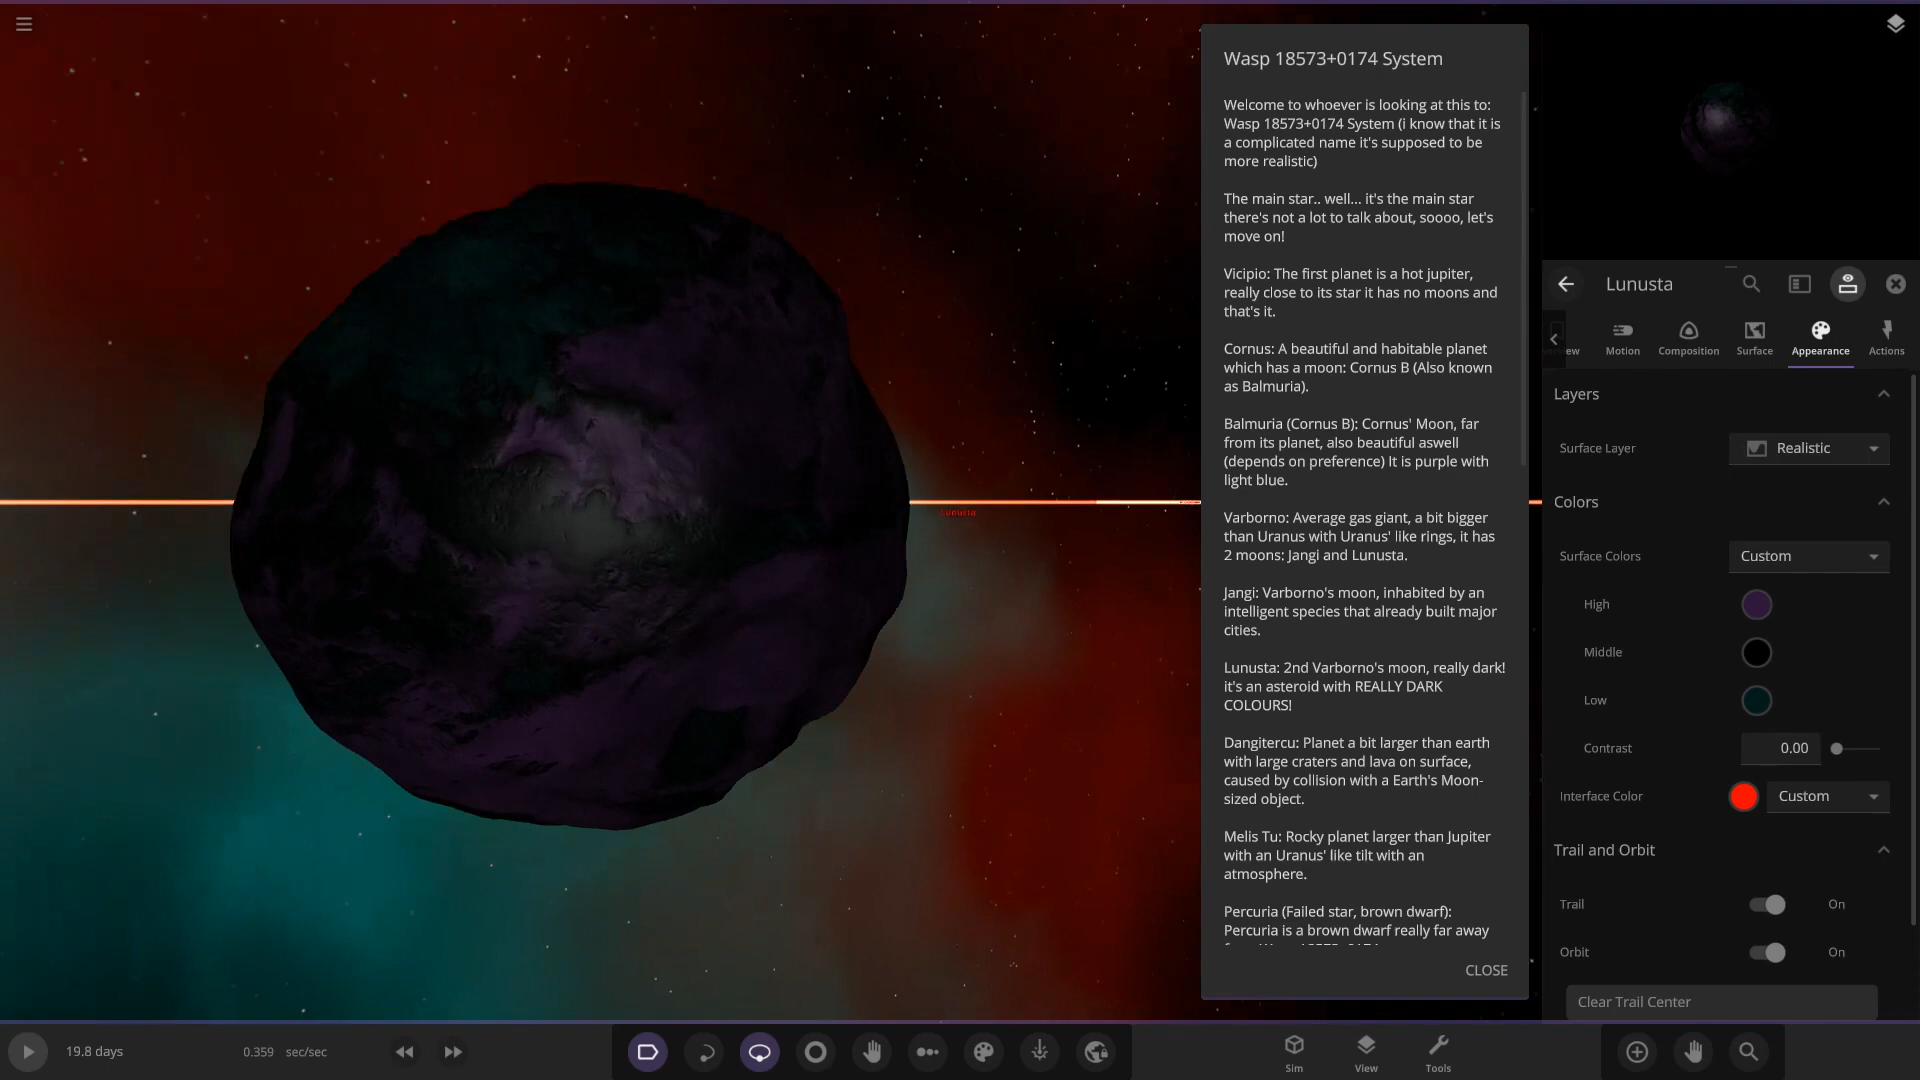 Wasp 18573+0174 System
Welcome to whoever is looking at this to:
Wasp 18573+0174 System (i know that it is
a complicated name it's supposed to be
more realistic)
The main star.. well... it's the main star
there's not a lot to talk about, soooo, let's
move on!
Vicipio: The first planet is a hot jupiter,
really close to its star it has no moons and
that's it.
Cornus: A beautiful and habitable planet
which has a moon: Cornus B (Also known
as Balmuria).
Balmuria (Cornus B): Cornus' Moon, far
from its planet, also beautiful aswell
(depends on preference) It is purple with
light blue.
Varborno: Average gas giant, a bit bigger
than Uranus with Uranus' like rings, it has
2 moons: Jangi and Lunusta.
Jangi: Varborno's moon, inhabited by an
intelligent species that already built major
cities.
Lunusta: 2nd Varborno's moon, really dark!
it's an asteroid with REALLY DARK
COLOURS!
Dangitercu: Planet a bit larger than earth
with large craters and lava on surface,
caused by collision with a Earth's Moon-
sized object.
Melis Tu: Rocky planet larger than Jupiter
with an Uranus' like tilt with an
atmosphere.
Percuria (Failed star, brown dwarf):
Percuria is a brown dwarf really far away
CLOSE
Lunusta
Lunusta
Motion
Composition
Surface
Appearance
Actions
Layers
Surface Layer
Realistic
Colors
Surface Colors
Custom
High
Middle
Low
Contrast
0.00
Interface Color
Custom
Trail and Orbit
Trail
On
Orbit
On
Clear Trail Center
19.8 days
0.359 sec/sec
Sim
View
Tools